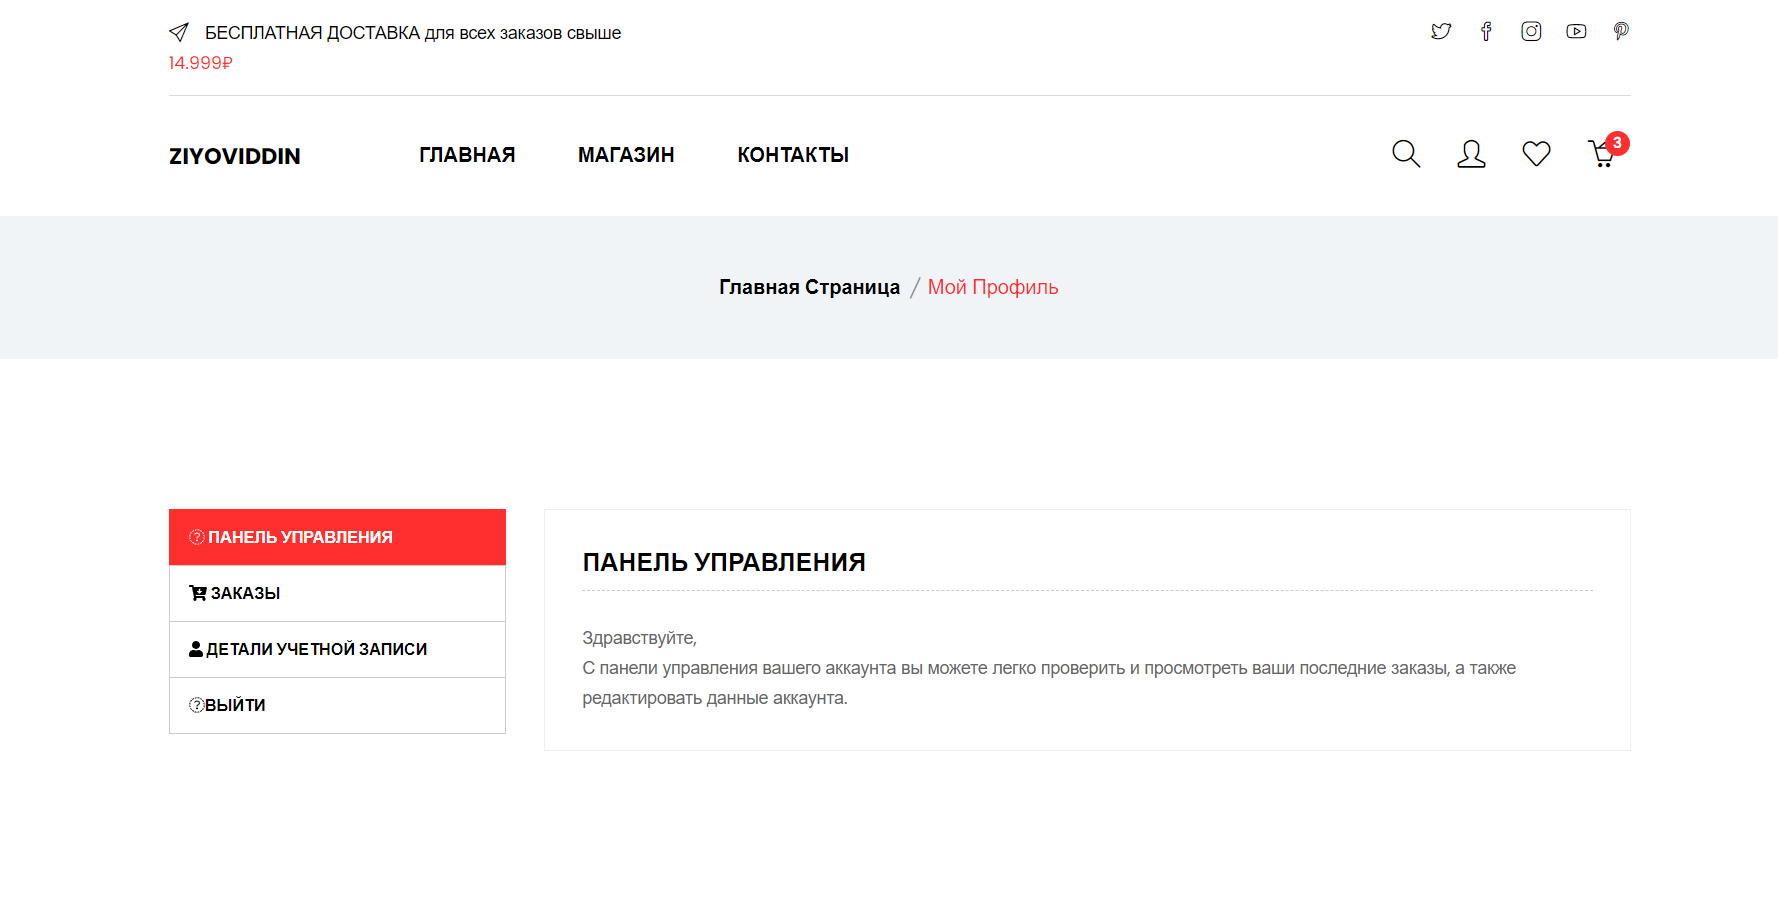 БЕСПЛАТНАЯ ДОСТАВКА для всех заказов свыше
14.999₽
ZIYOVIDDIN
ГЛАВНАЯ
МАГАЗИН
КОНТАКТЫ
3
Главная Страница / Мой Профиль
ПАНЕЛЬ УПРАВЛЕНИЯ
ЗАКАЗЫ
ДЕТАЛИ УЧЕТНОЙ ЗАПИСИ
ВЫЙТИ
ПАНЕЛЬ УПРАВЛЕНИЯ
Здравствуйте,
С панели управления вашего аккаунта вы можете легко проверить и просмотреть ваши последние заказы, а также
редактировать данные аккаунта.